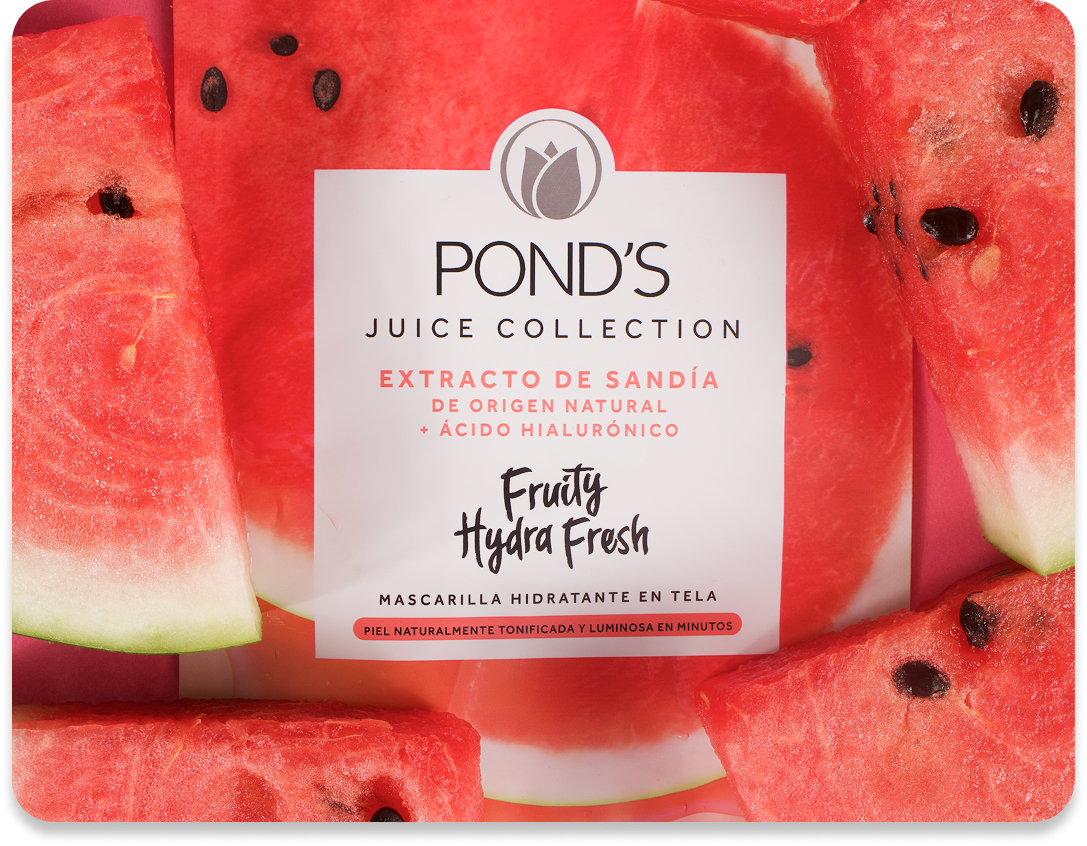 POND'S
JUICE COLLECTION
EXTRACTO DE SANDÍA
DE ORIGEN NATURAL
+ ÁCIDO HIALURÓNICO
Fruity
Hydra Fresh
MASCARILLA HIDRATANTE EN TELA
PIEL NATURALMENTE TONIFICADA Y LUMINOSA EN MINUTOS